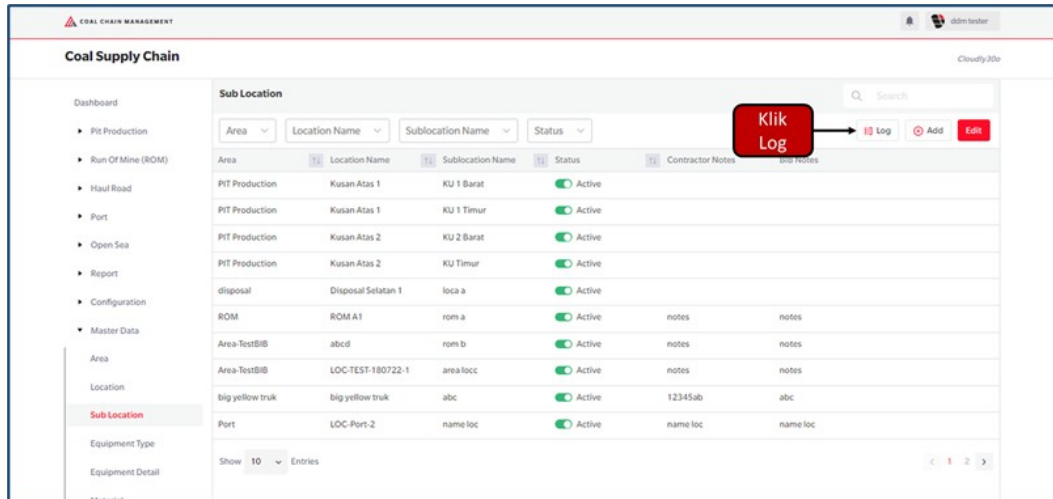 COAL CHAIN MANAGEMENT
ddm tester
Coal Supply Chain
Cloudly30o
Dashboard
Pit Production
Run Of Mine (ROM)
Haul Road
Port
Open Sea
Report
Configuration
Master Data
Area
Location
Sub Location
Equipment Type
Equipment Detail
Material
Sub Location
Search
Area
Location Name
Sublocation Name
Status
Klik
Log
Log
Add
Edit
Area Location Name Sublocation Name Status Contractor Notes BIB Notes
PIT Production Kusan Atas 1 KU 1 Barat Active
PIT Production Kusan Atas 1 KU 1 Timur Active
PIT Production Kusan Atas 2 KU 2 Barat Active
PIT Production Kusan Atas 2 KU Timur Active
disposal Disposal Selatan 1 loca a Active
ROM ROM A1 rom a Active notes notes
Area-TestBIB abcd rom b Active notes notes
Area-TestBIB LOC-TEST-180722-1 area locc Active notes notes
big yellow truk big yellow truk abc Active 12345ab abc
Port LOC-Port-2 name loc Active name loc name loc
Show 10 Entries
1 2